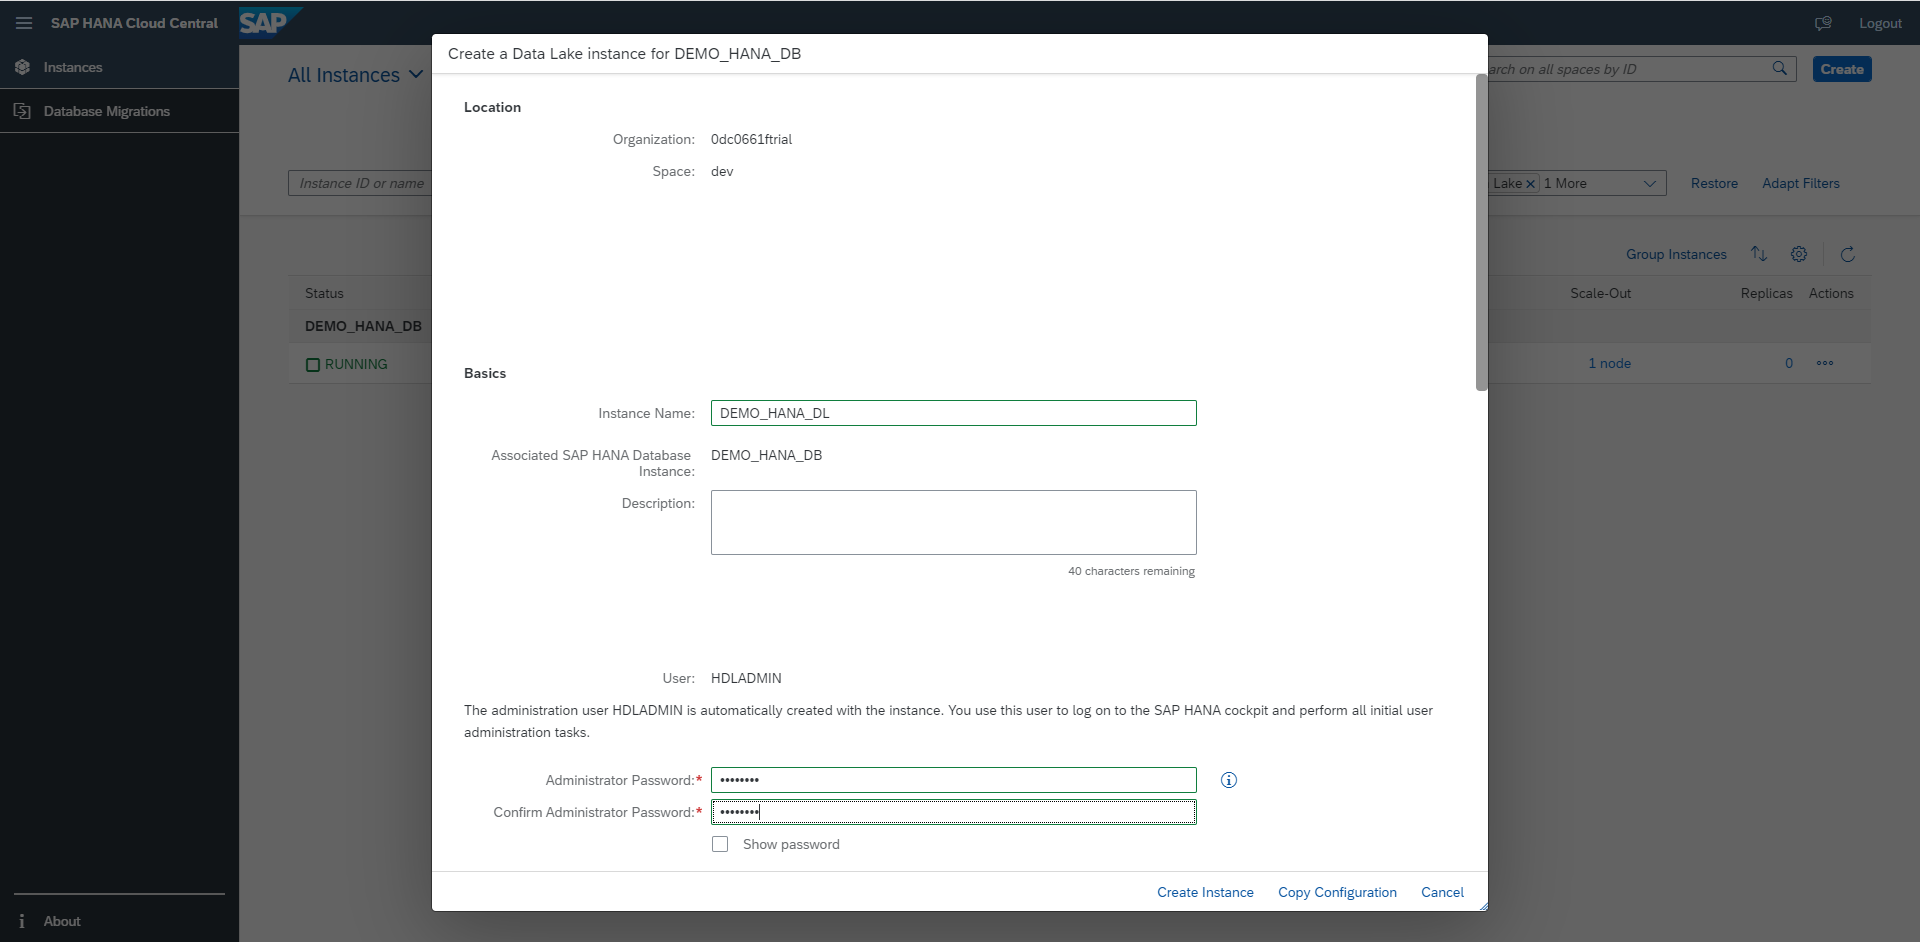 SAP HANA Cloud Central
SAP
Logout
Instances
Database Migrations
About
All Instances
arch on all spaces by ID
Create
Instance ID or name
Lake
1 More
Restore
Adapt Filters
Group Instances
Status
Scale-Out
Replicas
Actions
DEMO_HANA_DB
RUNNING
1 node
0
Create a Data Lake instance for DEMO_HANA_DB
Location
Organization: 0dc0661ftrial
Space: dev
Basics
Instance Name: DEMO_HANA_DL
Associated SAP HANA Database
Instance:
DEMO_HANA_DB
Description:
40 characters remaining
User: HDLADMIN
The administration user HDLADMIN is automatically created with the instance. You use this user to log on to the SAP HANA cockpit and perform all initial user
administration tasks.
Administrator Password:* ••••••••
Confirm Administrator Password:* ••••••••
Show password
Create Instance
Copy Configuration
Cancel